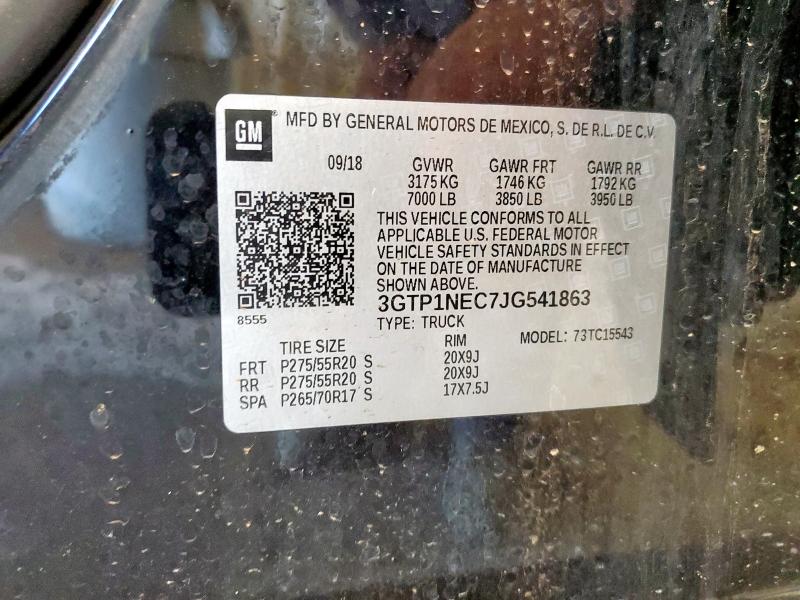 GM ® MFD BY GENERAL MOTORS DE MEXICO, S. DE R.L. DE C.V.
09/18 GVWR GAWR FRT GAWR RR
3175 KG 1746 KG 1792 KG
7000 LB 3850 LB 3950 LB
THIS VEHICLE CONFORMS TO ALL
APPLICABLE U.S. FEDERAL MOTOR
VEHICLE SAFETY STANDARDS IN EFFECT
ON THE DATE OF MANUFACTURE
SHOWN ABOVE.
3GTP1NEC7JG541863
8555 TYPE: TRUCK MODEL: 73TC15543
TIRE SIZE RIM
FRT P275/55R20 S 20X9J
RR P275/55R20 S 20X9J
SPA P265/70R17 S 17X7.5J